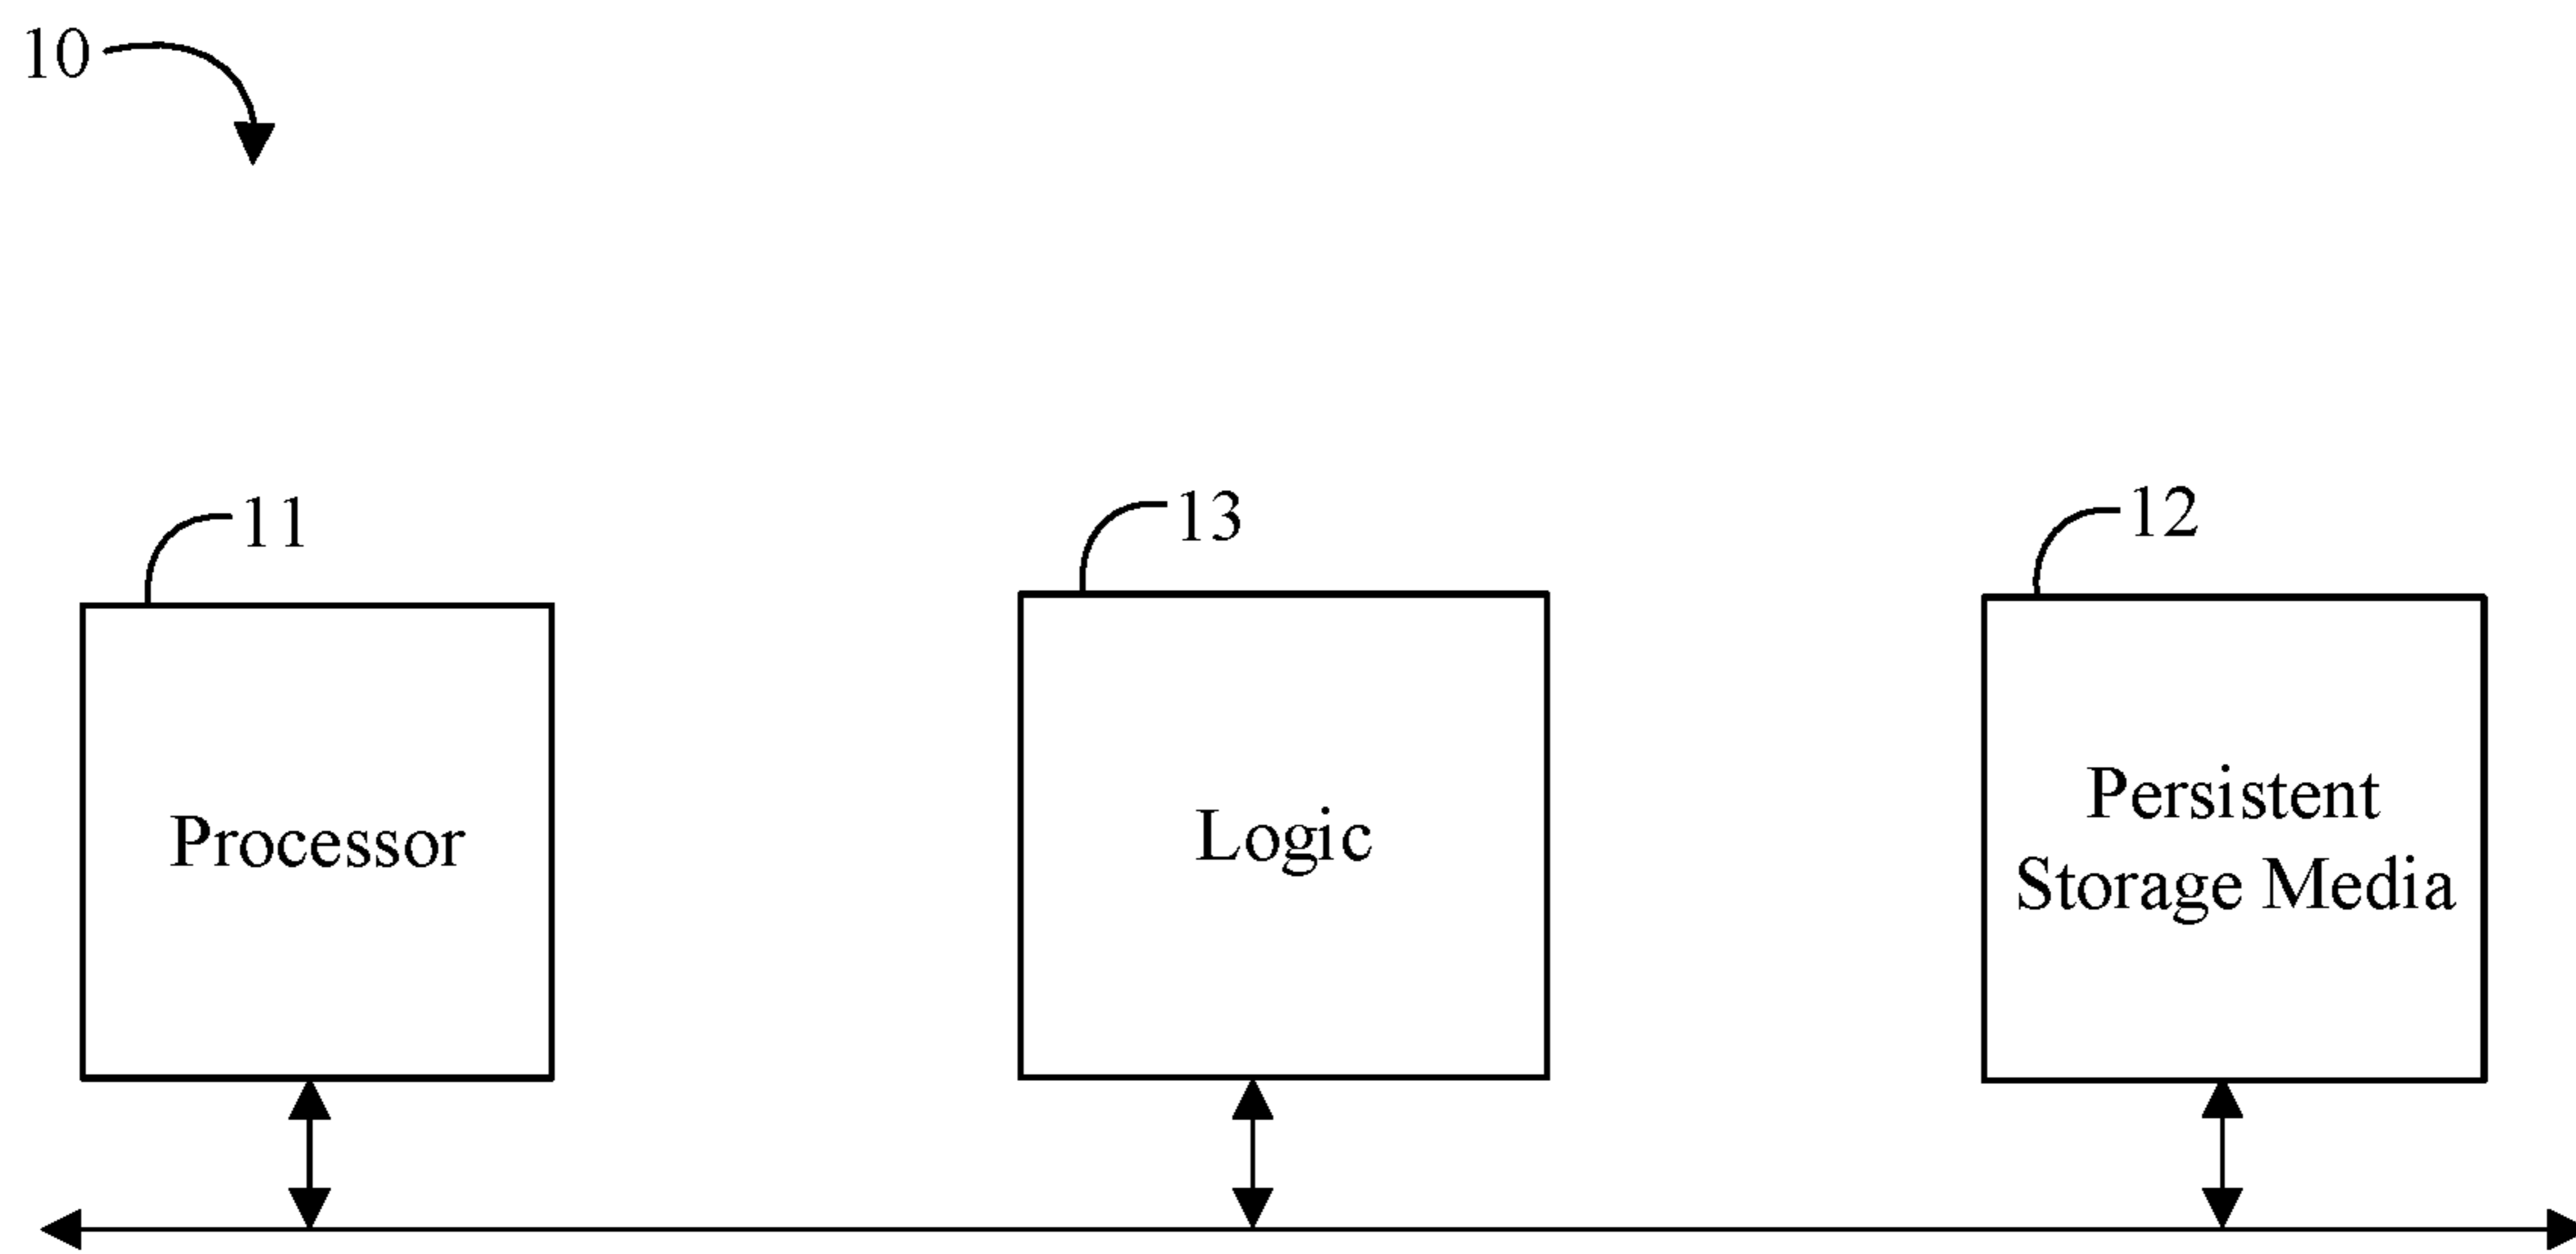 10
11
13
12
Processor
Logic
Persistent
Storage Media